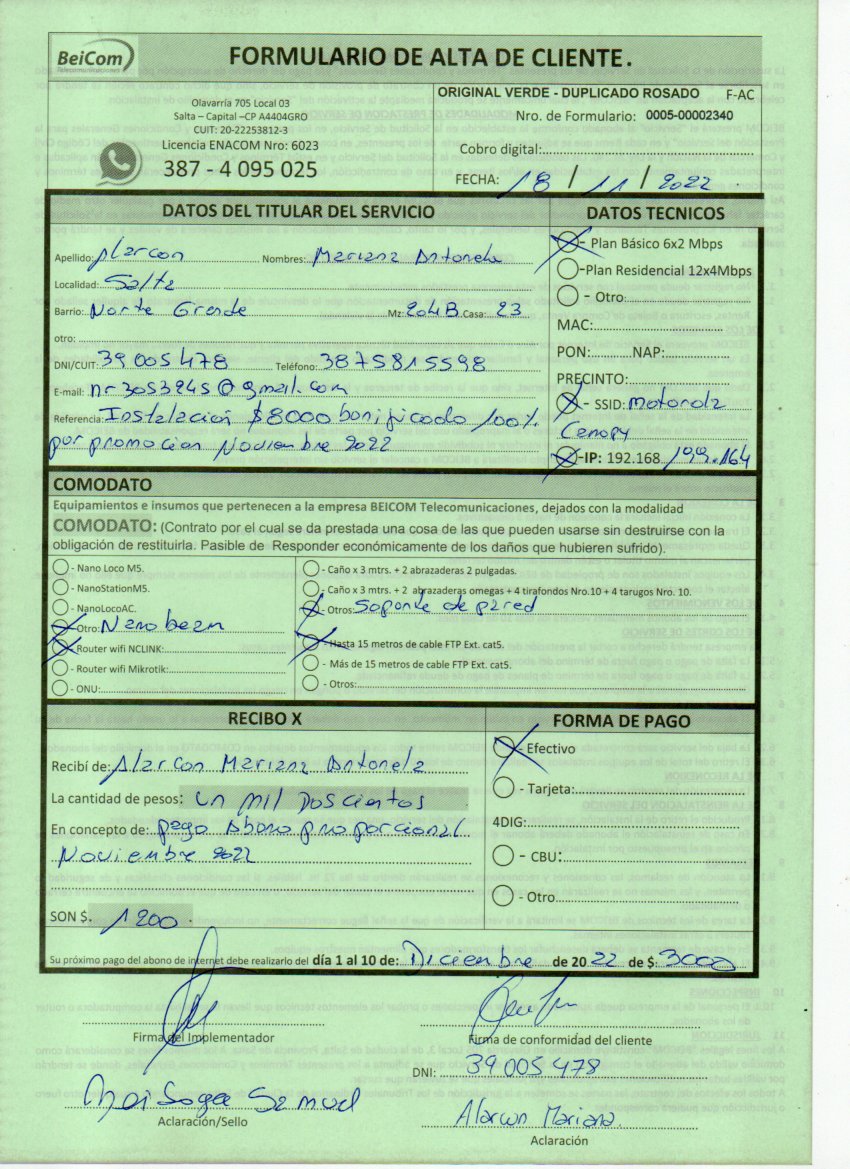 BeiCom
Telecomunicaciones
FORMULARIO DE ALTA DE CLIENTE.
Olavarría 705 Local 03
Salta – Capital –CP A4404GRO
CUIT: 20-22253812-3
Licencia ENACOM Nro: 6023
387 - 4 095 025
ORIGINAL VERDE - DUPLICADO ROSADO F-AC
Nro. de Formulario: 0005-00002340
Cobro digital:
FECHA: 18 / 11 / 2022
DATOS DEL TITULAR DEL SERVICIO
Apellido: Alarcon Nombres: Mariana Antonela
Localidad: Salta
Barrio: Norte Grande Mz: 204B Casa: 23
otro:
DNI/CUIT: 39005478 Teléfono: 3875815598
E-mail: nr3053945@gmail.com
Referencia: Instalación $8000 bonificado 100%
por promocion Noviembre 2022
DATOS TECNICOS
- Plan Básico 6x2 Mbps
-Plan Residencial 12x4Mbps
- Otro:
MAC:
PON: NAP:
PRECINTO:
- SSID: Motorola
Canopy
-IP: 192.168. 199.164
COMODATO
Equipamientos e insumos que pertenecen a la empresa BEICOM Telecomunicaciones, dejados con la modalidad
COMODATO: (Contrato por el cual se da prestada una cosa de las que pueden usarse sin destruirse con la
obligación de restituirla. Pasible de Responder económicamente de los daños que hubieren sufrido).
- Nano Loco M5.
- NanoStationM5.
- NanoLocoAC.
- Otro: Nanobeam
- Router wifi NCLINK:
- Router wifi Mikrotik:
- ONU:
- Caño x 3 mtrs. + 2 abrazaderas 2 pulgadas.
- Caño x 3 mtrs. + 2 abrazaderas omegas + 4 tirafondos Nro.10 + 4 tarugos Nro. 10.
- Otros: Soporte de pared
- Hasta 15 metros de cable FTP Ext. cat5.
- Más de 15 metros de cable FTP Ext. cat5.
- Otros:
RECIBO X
Recibí de: Alarcon Mariana Antonela
La cantidad de pesos: un mil Doscientos
En concepto de: pago Abono proporcional
Noviembre 2022
SON $. 1200
FORMA DE PAGO
- Efectivo
- Tarjeta:
4DIG:
- CBU:
- Otro
Su próximo pago del abono de internet debe realizarlo del día 1 al 10 de: Diciembre de 20 22 de $: 3000
Firma del Implementador
Firma de conformidad del cliente
DNI: 39005478
Samuel
Aclaración/Sello
Alarcon Mariana.
Aclaración